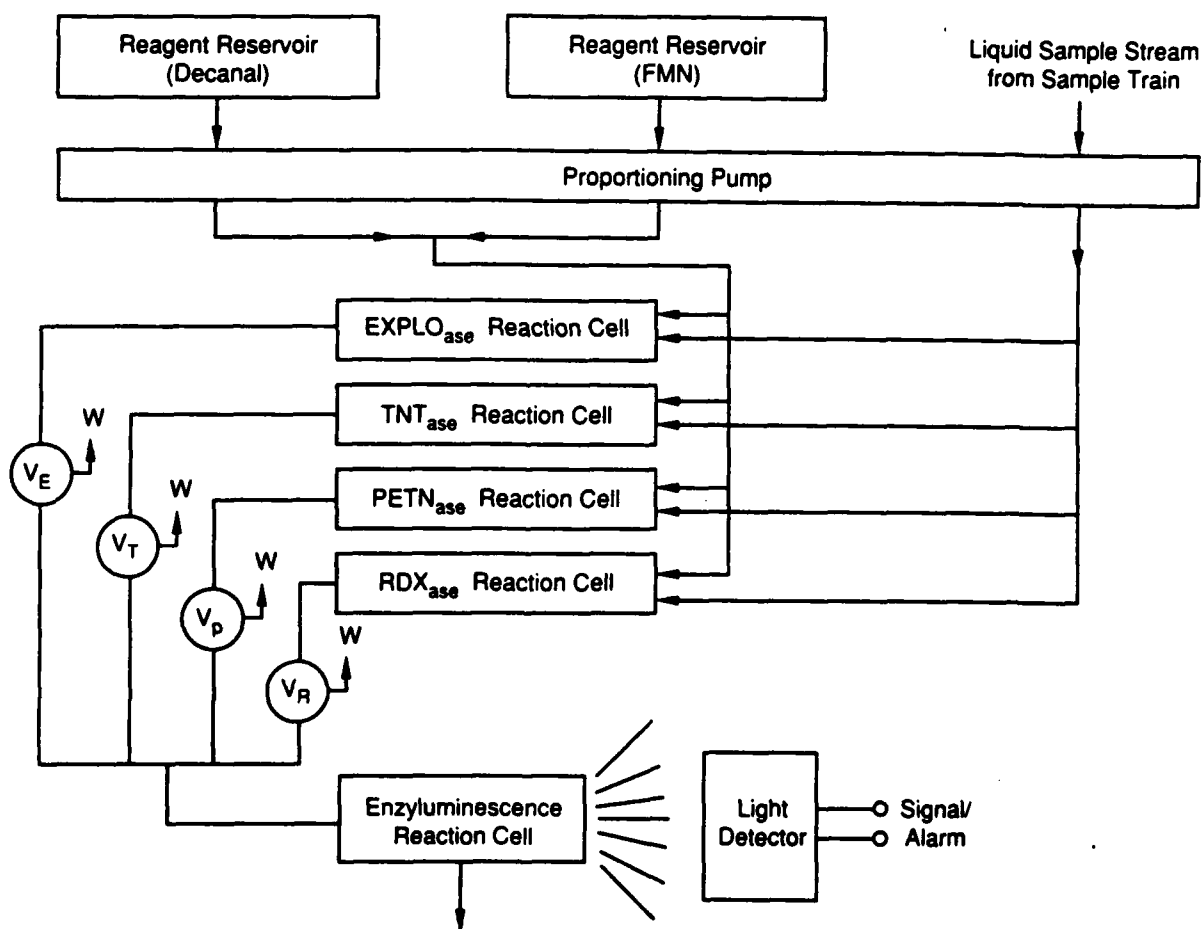 Reagent Reservoir
(Decanal)
Reagent Reservoir
(FMN)
Liquid Sample Stream
from Sample Train
Proportioning Pump
EXPLOase Reaction Cell
TNTase Reaction Cell
PETNase Reaction Cell
RDXase Reaction Cell
W
VE
W
VT
W
Vp
W
VR
Enzyluminescence
Reaction Cell
Light
Detector
Signal/
Alarm